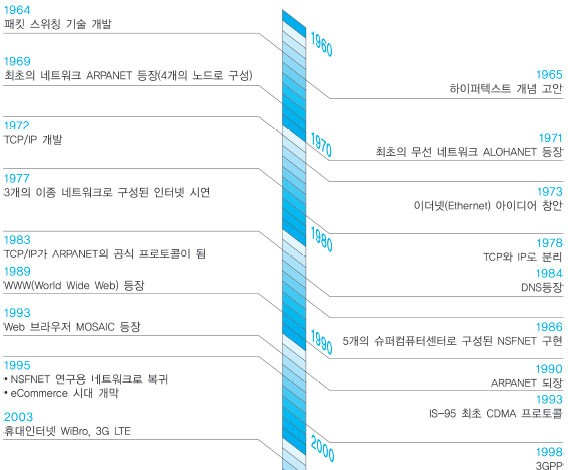 1964
패킷 스위칭 기술 개발
1969
최초의 네트워크 ARPANET 등장(4개의 노드로 구성)
1972
TCP/IP 개발
1977
3개의 이종 네트워크로 구성된 인터넷 시연
1983
TCP/IP가 ARPANET의 공식 프로토콜이 됨
1989
WWW(World Wide Web) 등장
1993
Web 브라우저 MOSAIC 등장
1995
• NSFNET 연구용 네트워크로 복귀
• eCommerce 시대 개막
2003
휴대인터넷 WiBro, 3G LTE
1960
1970
1980
1990
2000
1965
하이퍼텍스트 개념 고안
1971
최초의 무선 네트워크 ALOHANET 등장
1973
이더넷(Ethernet) 아이디어 창안
1978
TCP와 IP로 분리
1984
DNS등장
1986
5개의 슈퍼컴퓨터센터로 구성된 NSFNET 구현
1990
ARPANET 퇴장
1993
IS-95 최초 CDMA 프로토콜
1998
3GPP